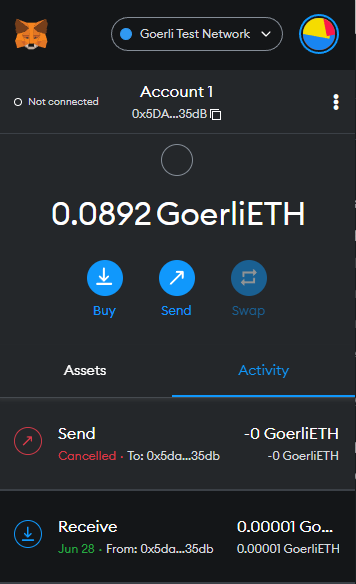 Goerli Test Network
Not connected
Account 1
0x5DA...35dB
0.0892 GoerliETH
Buy
Send
Swap
Assets
Activity
Send
-0 GoerliETH
Cancelled · To: 0x5da...35db
-0 GoerliETH
Receive
0.00001 Go...
Jun 28 · From: 0x5da...35db
0.00001 GoerliETH